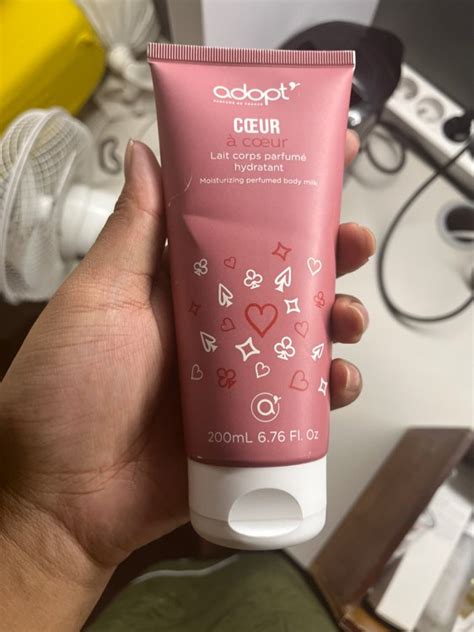 adopt'
PARFUMS DE FRANCE
CŒUR
à cœur
Lait corps parfumé
hydratant
Moisturizing perfumed body milk
200mL 6.76 Fl. Oz